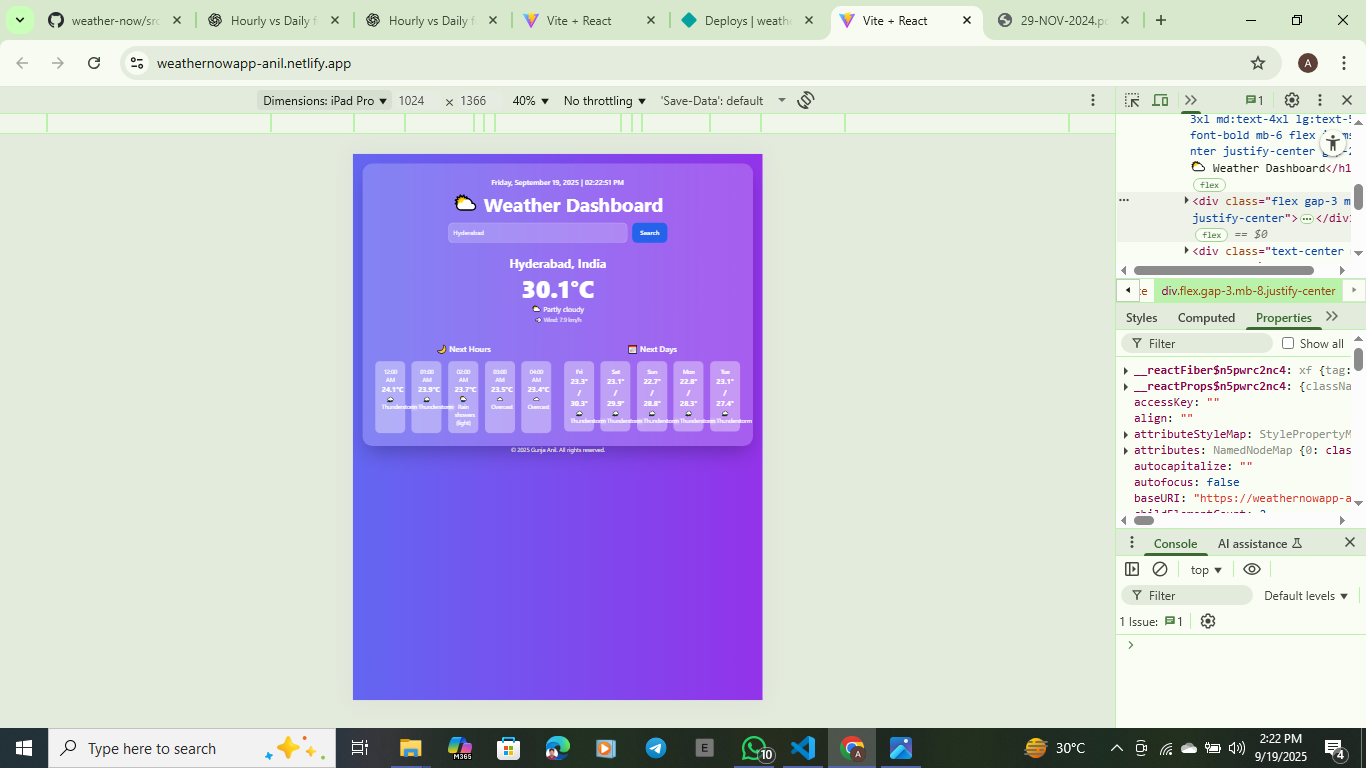 weather-now/src
Hourly vs Daily f
Hourly vs Daily f
Vite + React
Deploys | weathe
Vite + React
29-NOV-2024.pd
weathernowapp-anil.netlify.app
A
Dimensions: iPad Pro 1024 × 1366 40% No throttling 'Save-Data': default
1
Friday, September 19, 2025 | 02:22:51 PM
Weather Dashboard
Hyderabad
Search
Hyderabad, India
30.1°C
Partly cloudy
Wind: 7.9 km/h
Next Hours
12:00 AM
24.1°C
Thunderstorm
01:00 AM
23.9°C
Thunderstorm
02:00 AM
23.7°C
Rain
showers
(light)
03:00 AM
23.5°C
Overcast
04:00 AM
23.4°C
Overcast
Next Days
Fri
23.3°
/
30.3°
Thunderstorm
Sat
23.1°
/
29.9°
Thunderstorm
Sun
22.7°
/
28.8°
Thunderstorm
Mon
22.8°
/
28.3°
Thunderstorm
Tue
23.1°
/
27.4°
Thunderstorm
© 2025 Gunja Anil. All rights reserved.
3xl md:text-4xl lg:text-5
font-bold mb-6 flex
nter justify-center
Weather Dashboard</h1
flex
<div class="flex gap-3 m
justify-center"> … </div
flex == $0
<div class="text-center
div.flex.gap-3.mb-8.justify-center
Styles Computed Properties
Filter Show all
__reactFiber$n5pwrc2nc4: xf {tag:
__reactProps$n5pwrc2nc4: {classNa
accessKey: ""
align: ""
attributeStyleMap: StylePropertyM
attributes: NamedNodeMap {0: clas
autocapitalize: ""
autofocus: false
baseURI: "https://weathernowapp-a
Console AI assistance
top
Filter Default levels
1 Issue: 1
Type here to search
M365
E
10
A
30°C
2:22 PM
9/19/2025
4